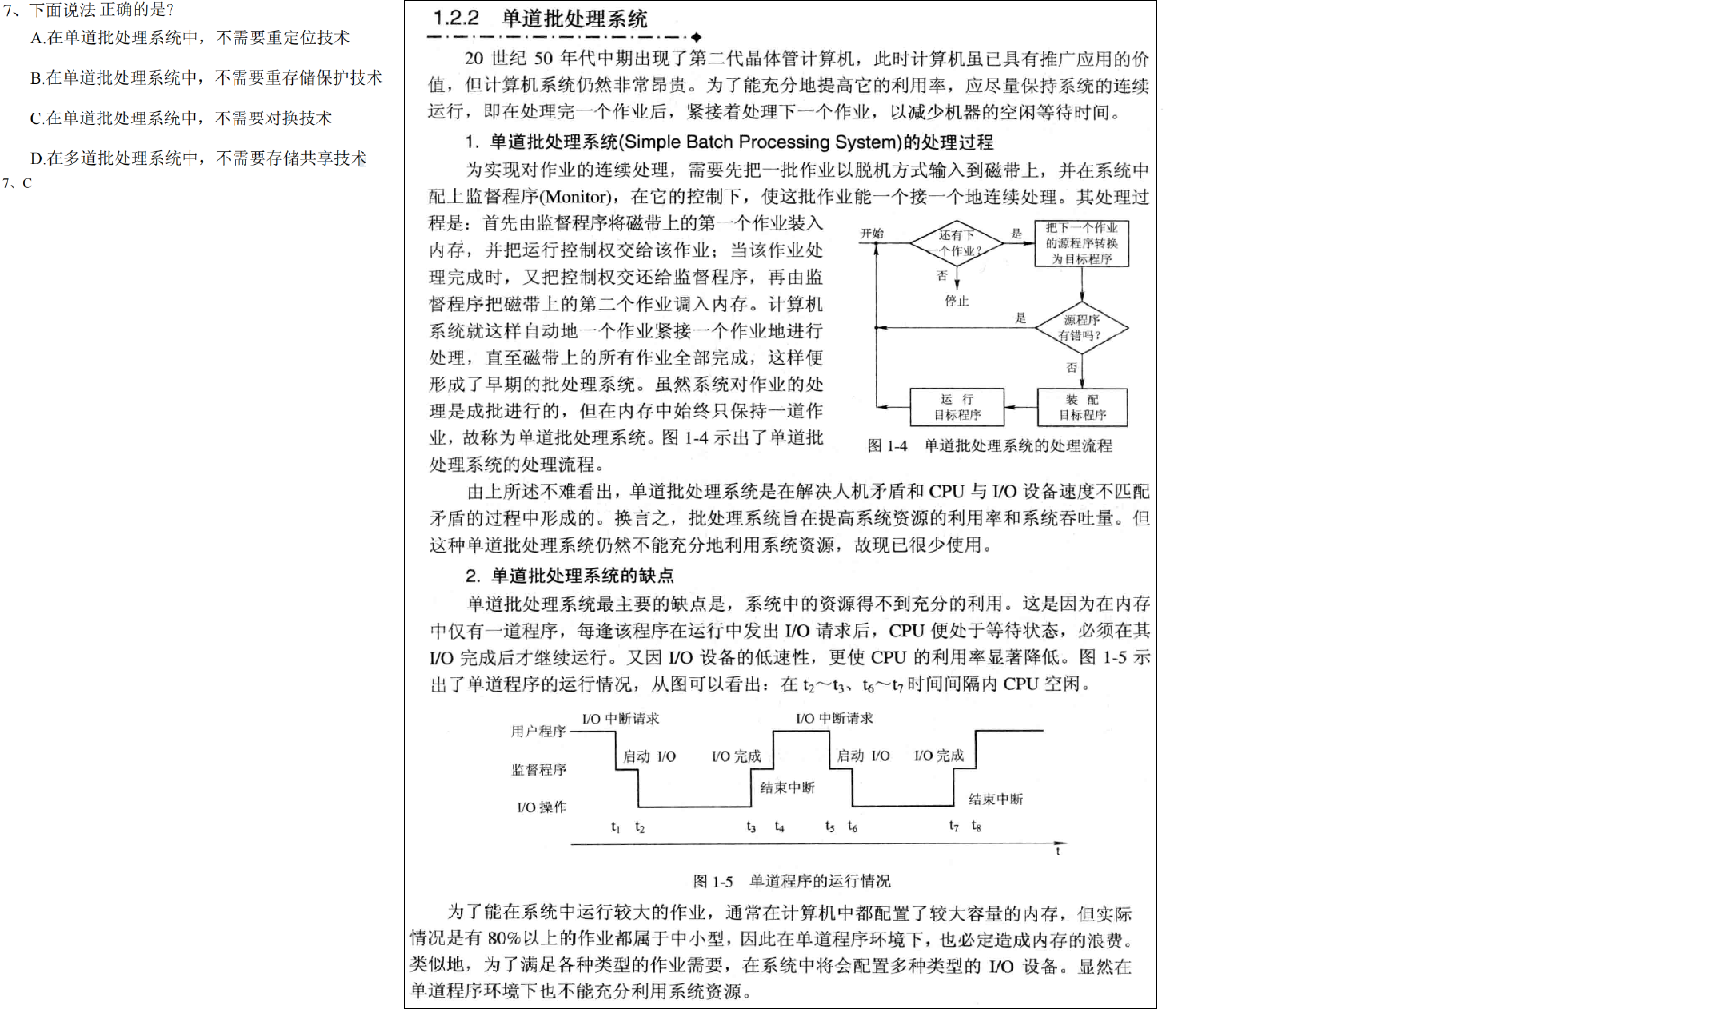 7、下面说法 正确的是?
A.在单道批处理系统中，不需要重定位技术
B.在单道批处理系统中，不需要重存储保护技术
C.在单道批处理系统中，不需要对换技术
D.在多道批处理系统中，不需要存储共享技术
7、C
1.2.2 单道批处理系统
20 世纪 50 年代中期出现了第二代晶体管计算机，此时计算机虽已具有推广应用的价
值，但计算机系统仍然非常昂贵。为了能充分地提高它的利用率，应尽量保持系统的连续
运行，即在处理完一个作业后，紧接着处理下一个作业，以减少机器的空闲等待时间。
1. 单道批处理系统(Simple Batch Processing System)的处理过程
为实现对作业的连续处理，需要先把一批作业以脱机方式输入到磁带上，并在系统中
配上监督程序(Monitor)，在它的控制下，使这批作业能一个接一个地连续处理。其处理过
程是：首先由监督程序将磁带上的第一个作业装入
内存，并把运行控制权交给该作业；当该作业处
理完成时，又把控制权交还给监督程序，再由监
督程序把磁带上的第二个作业调入内存。计算机
系统就这样自动地一个作业紧接一个作业地进行
处理，直至磁带上的所有作业全部完成，这样便
形成了早期的批处理系统。虽然系统对作业的处
理是成批进行的，但在内存中始终只保持一道作
业，故称为单道批处理系统。图 1-4 示出了单道批
处理系统的处理流程。
开始
还有下
一个作业?
是
把下一个作业
的源程序转换
为目标程序
否
停止
是
源程序
有错吗?
否
运 行
目标程序
装 配
目标程序
图 1-4 单道批处理系统的处理流程
由上所述不难看出，单道批处理系统是在解决人机矛盾和 CPU 与 I/O 设备速度不匹配
矛盾的过程中形成的。换言之，批处理系统旨在提高系统资源的利用率和系统吞吐量。但
这种单道批处理系统仍然不能充分地利用系统资源，故现已很少使用。
2. 单道批处理系统的缺点
单道批处理系统最主要的缺点是，系统中的资源得不到充分的利用。这是因为在内存
中仅有一道程序，每逢该程序在运行中发出 I/O 请求后，CPU 便处于等待状态，必须在其
I/O 完成后才继续运行。又因 I/O 设备的低速性，更使 CPU 的利用率显著降低。图 1-5 示
出了单道程序的运行情况，从图可以看出：在 t2～t3、t6～t7 时间间隔内 CPU 空闲。
I/O 中断请求 I/O 中断请求
用户程序
启动 I/O I/O 完成 启动 I/O I/O 完成
监督程序
结束中断 结束中断
I/O 操作
t1 t2 t3 t4 t5 t6 t7 t8
t
图 1-5 单道程序的运行情况
为了能在系统中运行较大的作业，通常在计算机中都配置了较大容量的内存，但实际
情况是有 80%以上的作业都属于中小型，因此在单道程序环境下，也必定造成内存的浪费。
类似地，为了满足各种类型的作业需要，在系统中将会配置多种类型的 I/O 设备。显然在
单道程序环境下也不能充分利用系统资源。